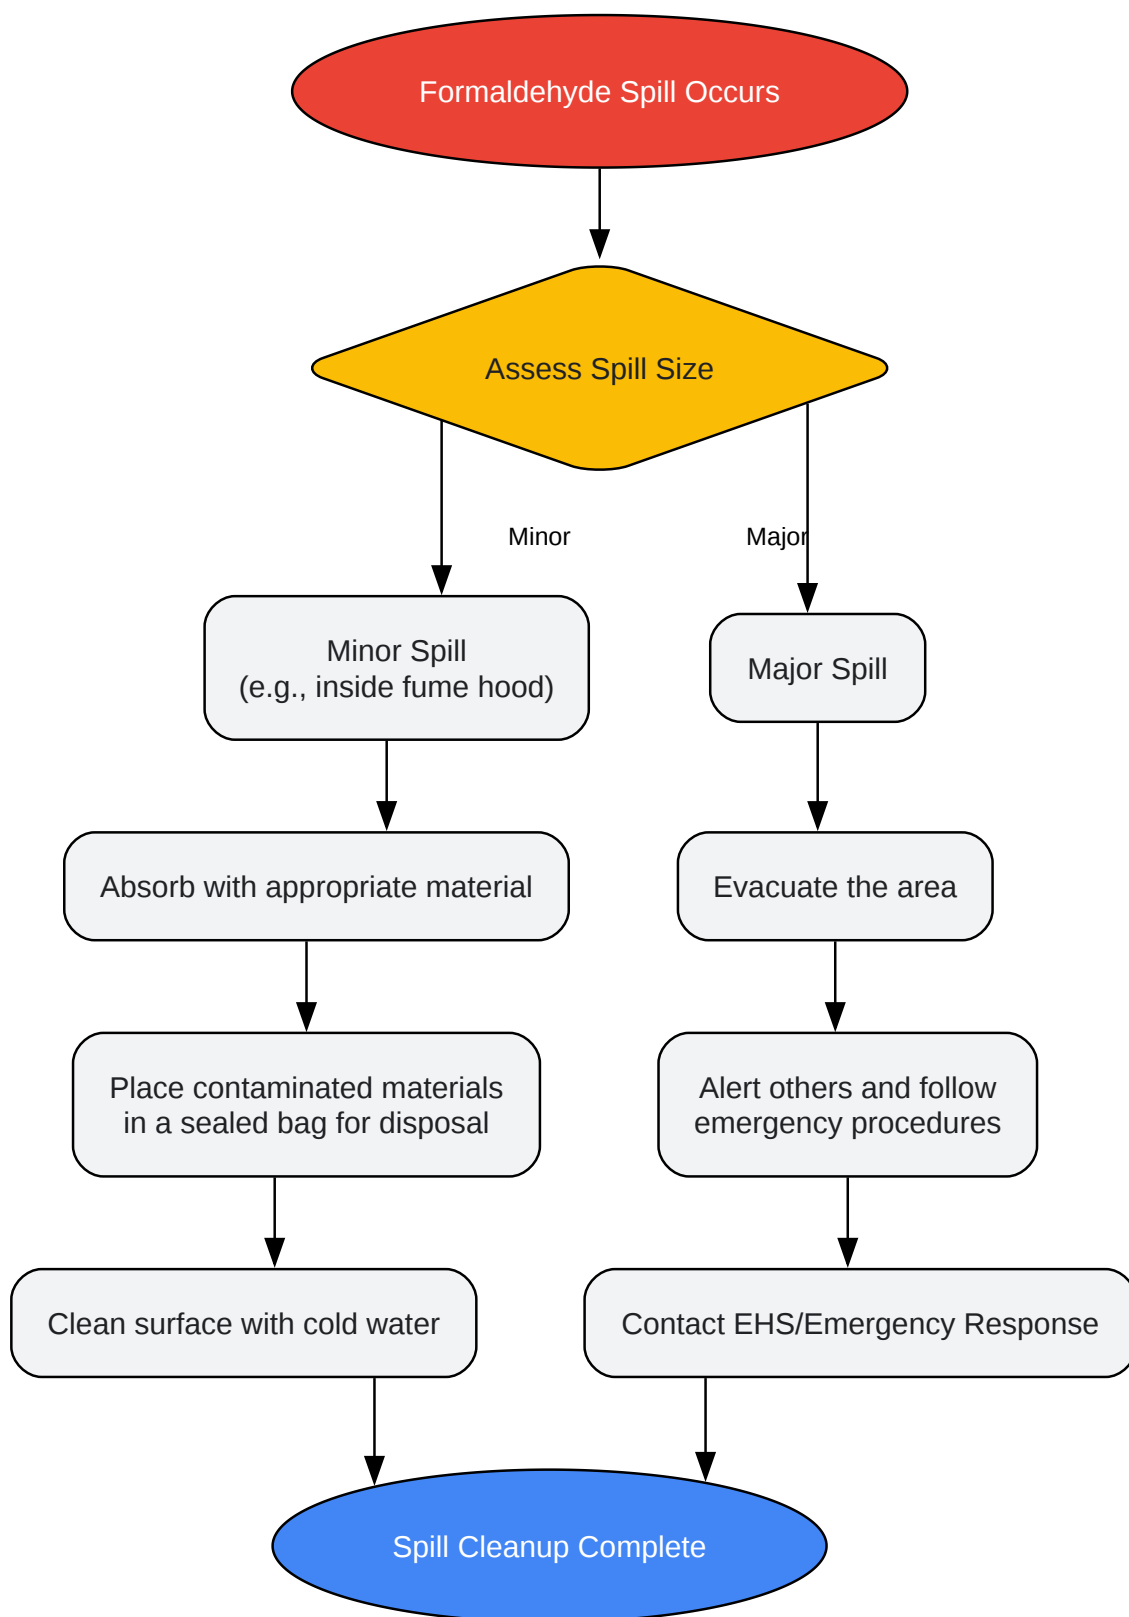 Formaldehyde Spill Occurs
Assess Spill Size
Minor
Major
Minor Spill
(e.g., inside fume hood)
Major Spill
Absorb with appropriate material
Evacuate the area
Place contaminated materials
in a sealed bag for disposal
Alert others and follow
emergency procedures
Clean surface with cold water
Contact EHS/Emergency Response
Spill Cleanup Complete